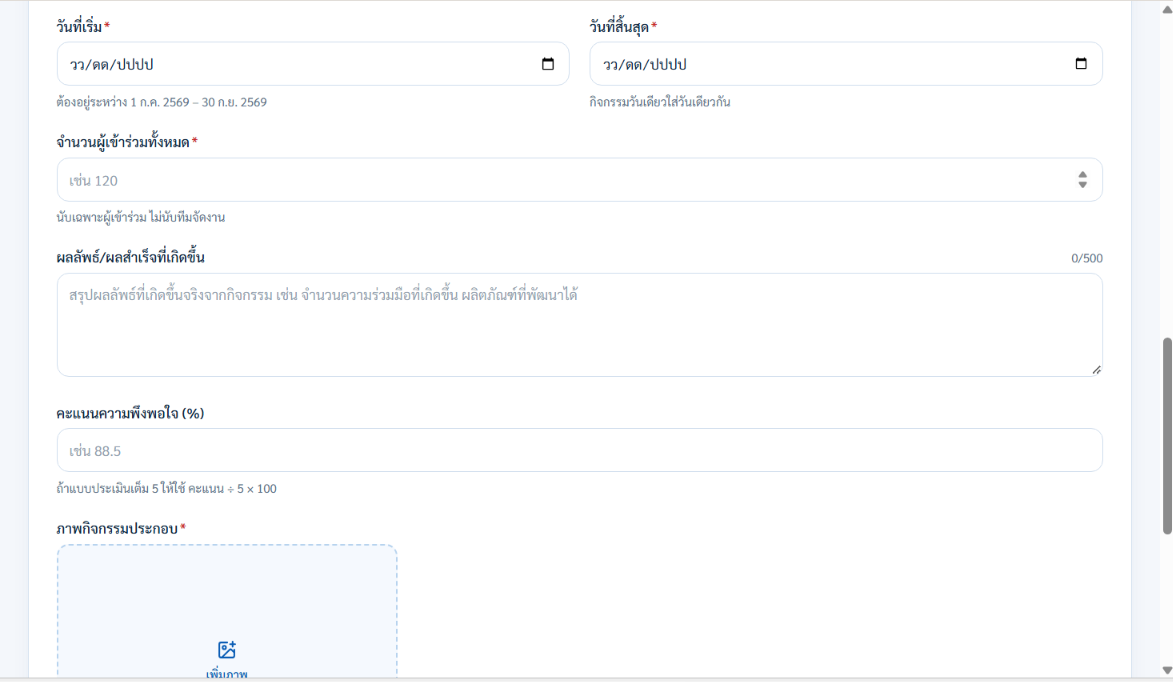 วันที่เริ่ม *
วันที่สิ้นสุด *
วว/ดด/ปปปป
วว/ดด/ปปปป
ต้องอยู่ระหว่าง 1 ก.ค. 2569 – 30 ก.ย. 2569
กิจกรรมวันเดียวใส่วันเดียวกัน
จำนวนผู้เข้าร่วมทั้งหมด *
เช่น 120
นับเฉพาะผู้เข้าร่วม ไม่นับทีมจัดงาน
ผลลัพธ์/ผลสำเร็จที่เกิดขึ้น
0/500
สรุปผลลัพธ์ที่เกิดขึ้นจริงจากกิจกรรม เช่น จำนวนความร่วมมือที่เกิดขึ้น ผลิตภัณฑ์ที่พัฒนาได้
คะแนนความพึงพอใจ (%)
เช่น 88.5
ถ้าแบบประเมินเต็ม 5 ให้ใช้ คะแนน ÷ 5 × 100
ภาพกิจกรรมประกอบ *
เพิ่มภาพ